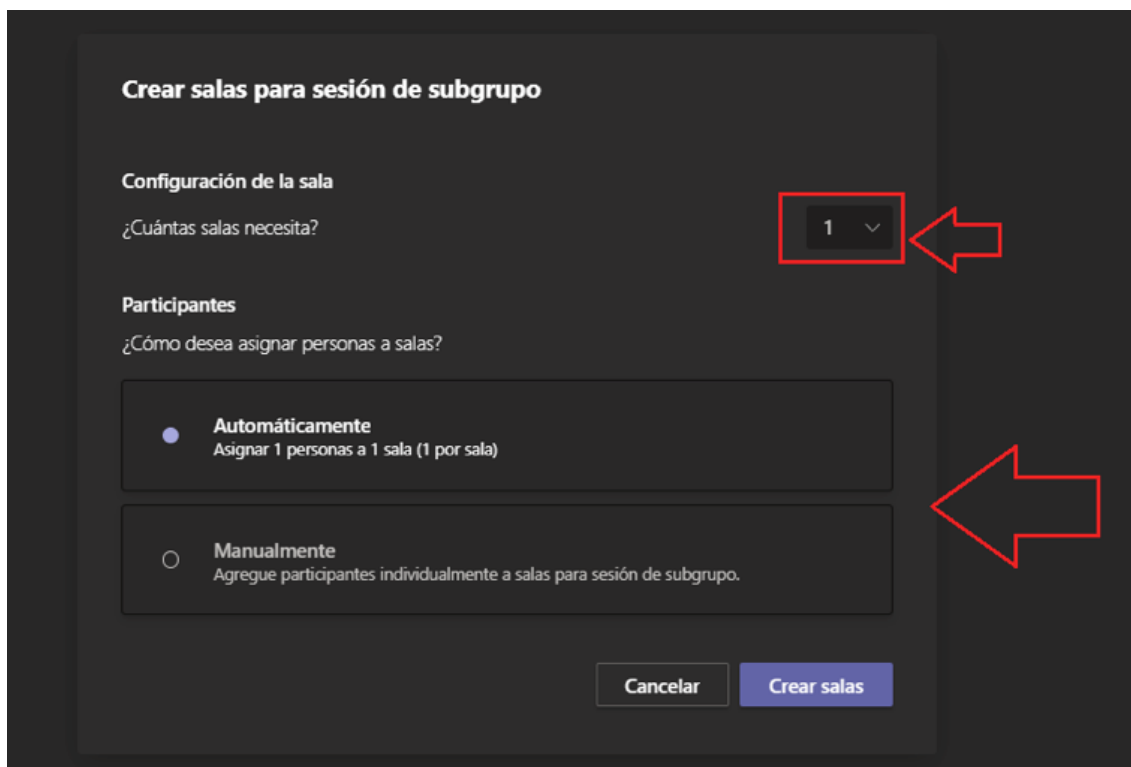 Crear salas para sesión de subgrupo
Configuración de la sala
¿Cuántas salas necesita?
1
Participantes
¿Cómo desea asignar personas a salas?
Automáticamente
Asignar 1 personas a 1 sala (1 por sala)
Manualmente
Agregue participantes individualmente a salas para sesión de subgrupo.
Cancelar
Crear salas